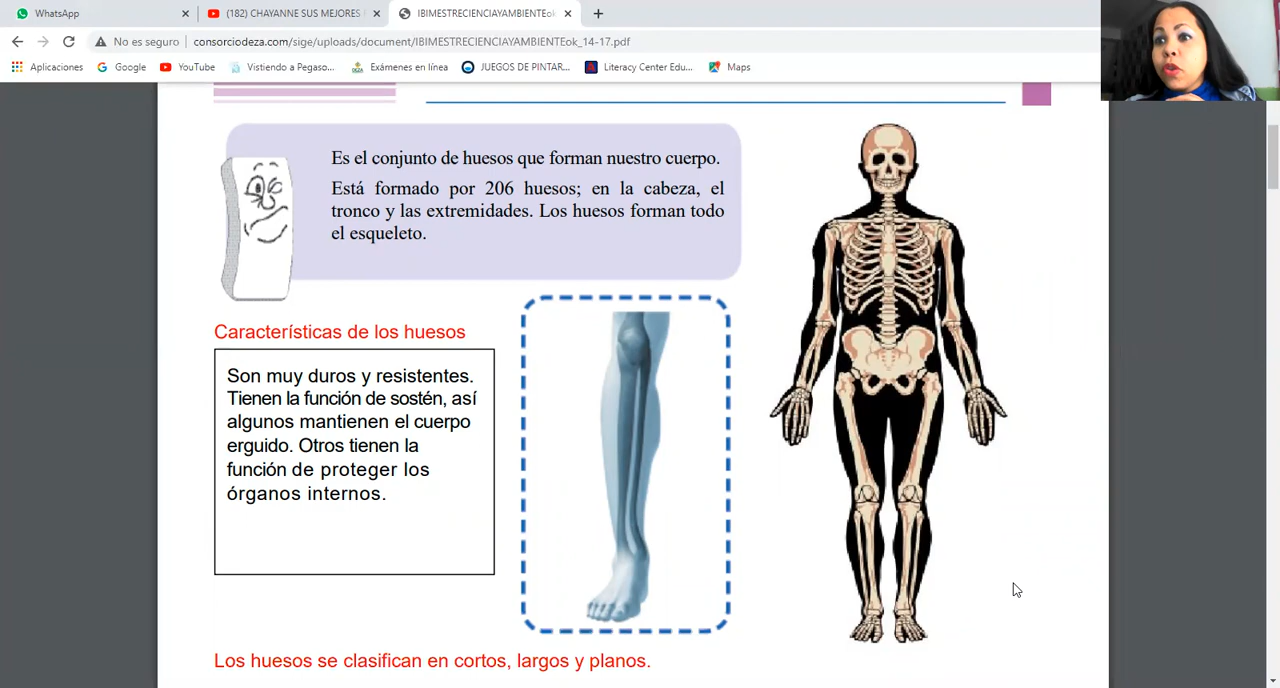 WhatsApp
(182) CHAYANNE SUS MEJORES
IBIMESTRECIENCIAYAMBIENTEok
No es seguro
consorciodeza.com/sige/uploads/document/IBIMESTRECIENCIAYAMBIENTEok_14-17.pdf
Aplicaciones
Google
YouTube
Vistiendo a Pegaso...
Exámenes en línea
JUEGOS DE PINTAR...
Literacy Center Edu...
Maps
Es el conjunto de huesos que forman nuestro cuerpo.
Está formado por 206 huesos; en la cabeza, el
tronco y las extremidades. Los huesos forman todo
el esqueleto.
Características de los huesos
Son muy duros y resistentes.
Tienen la función de sostén, así
algunos mantienen el cuerpo
erguido. Otros tienen la
función de proteger los
órganos internos.
Los huesos se clasifican en cortos, largos y planos.